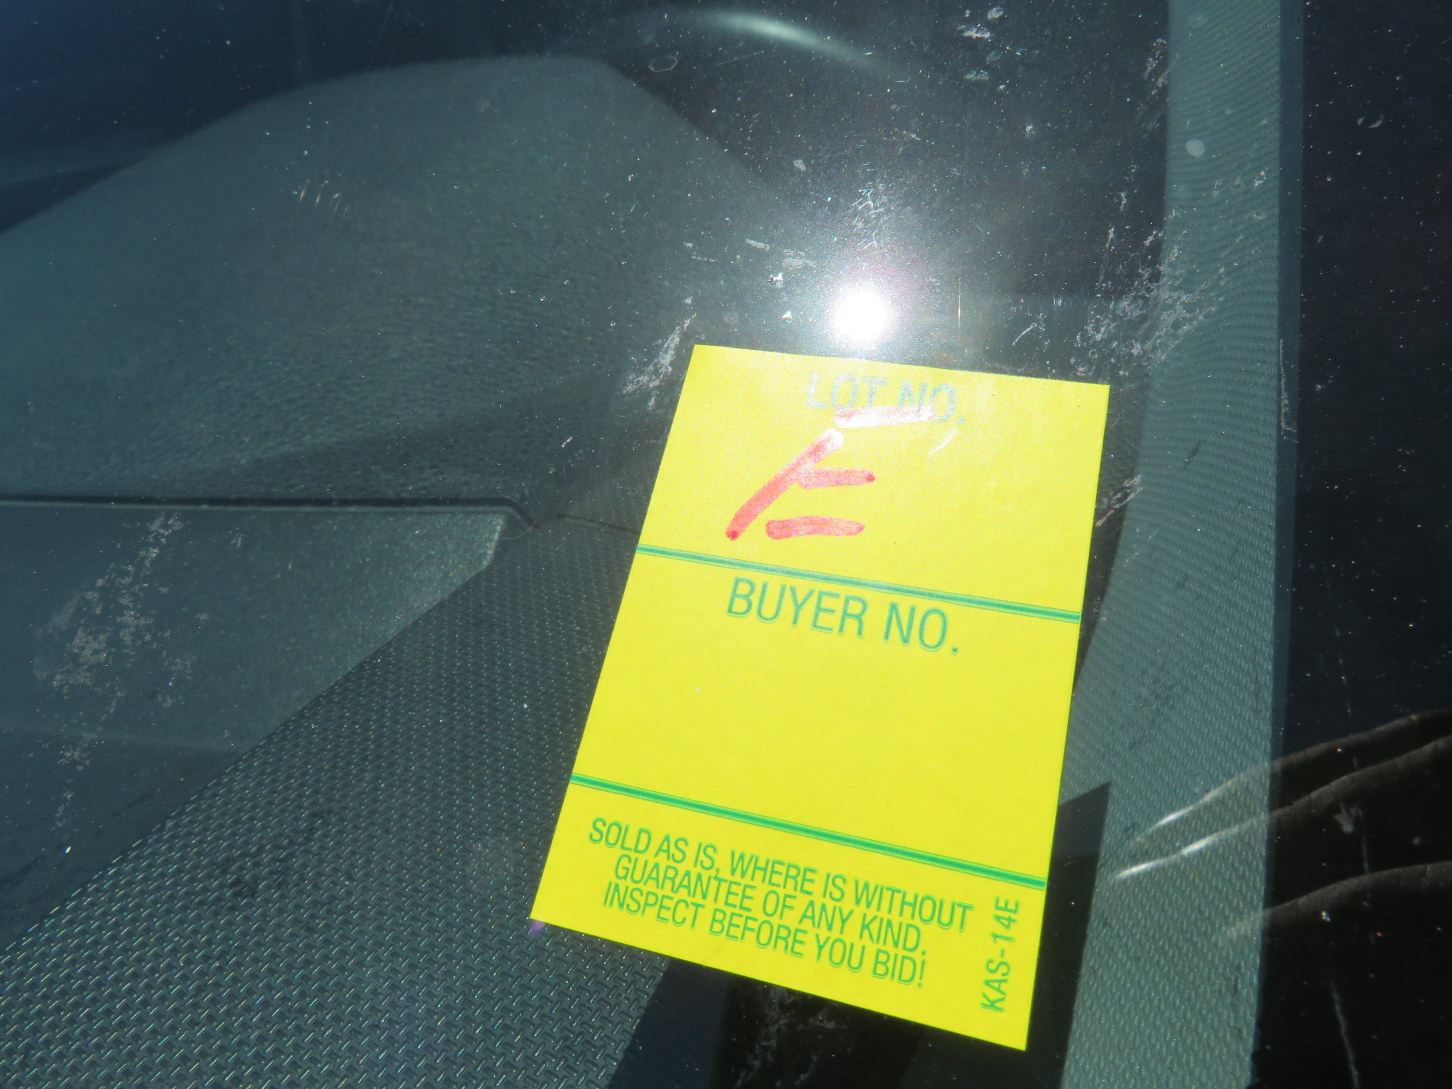 LOT NO.
E
BUYER NO.
SOLD AS IS, WHERE IS WITHOUT
GUARANTEE OF ANY KIND.
INSPECT BEFORE YOU BID!
KAS-14E